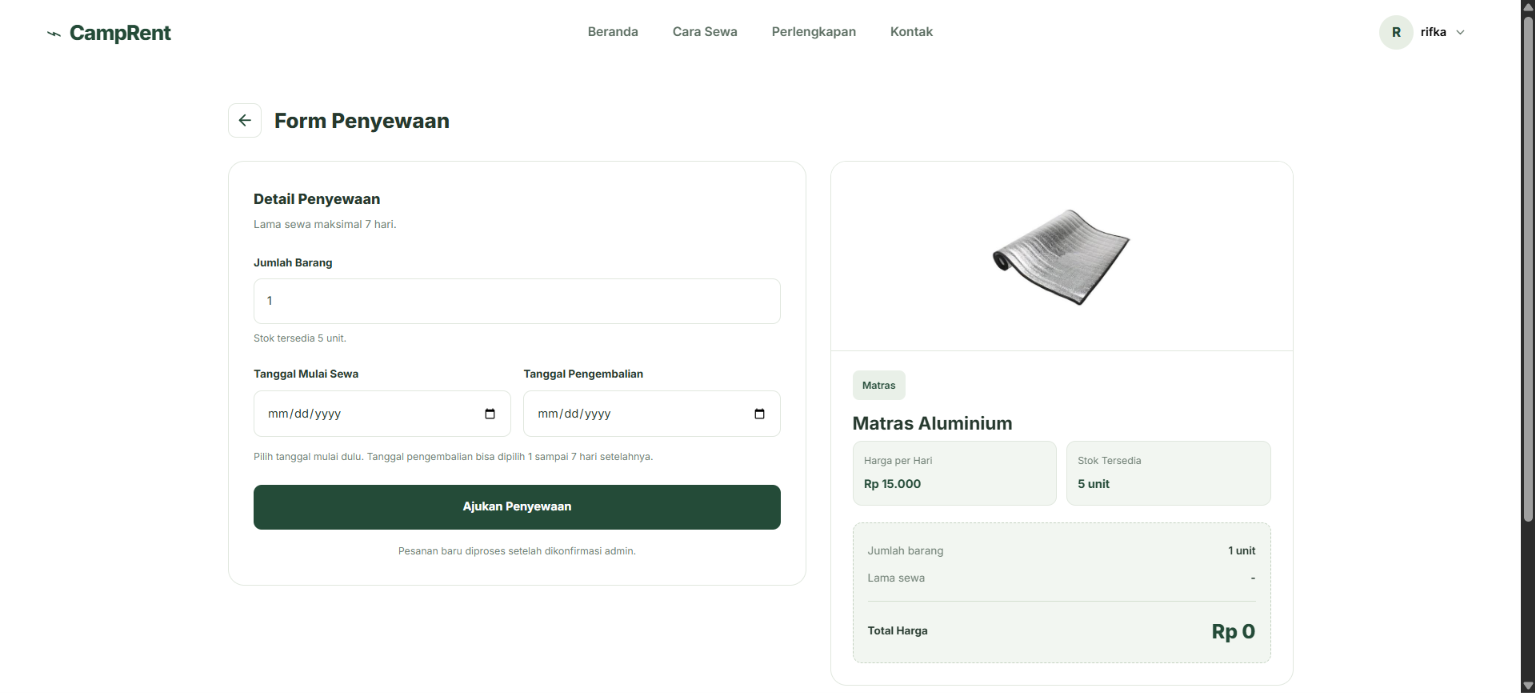 CampRent
Beranda
Cara Sewa
Perlengkapan
Kontak
R
rifka
Form Penyewaan
Detail Penyewaan
Lama sewa maksimal 7 hari.
Jumlah Barang
1
Stok tersedia 5 unit.
Tanggal Mulai Sewa
mm/dd/yyyy
Tanggal Pengembalian
mm/dd/yyyy
Pilih tanggal mulai dulu. Tanggal pengembalian bisa dipilih 1 sampai 7 hari setelahnya.
Ajukan Penyewaan
Pesanan baru diproses setelah dikonfirmasi admin.
Matras
Matras Aluminium
Harga per Hari
Rp 15.000
Stok Tersedia
5 unit
Jumlah barang 1 unit
Lama sewa -
Total Harga Rp 0